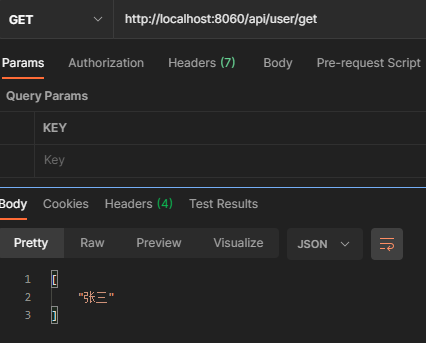 GET http://localhost:8060/api/user/get
Params Authorization Headers (7) Body Pre-request Script
Query Params
KEY
Key
Body Cookies Headers (4) Test Results
Pretty Raw Preview Visualize JSON
1 [
2 "张三"
3 ]